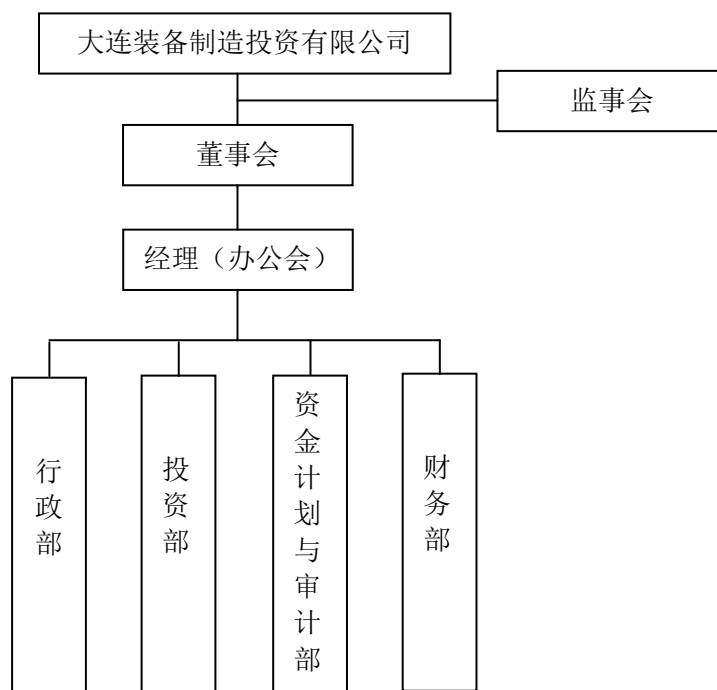 大连装备制造投资有限公司
监事会
董事会
经理（办公会）
行政部
投资部
资金计划与审计部
财务部